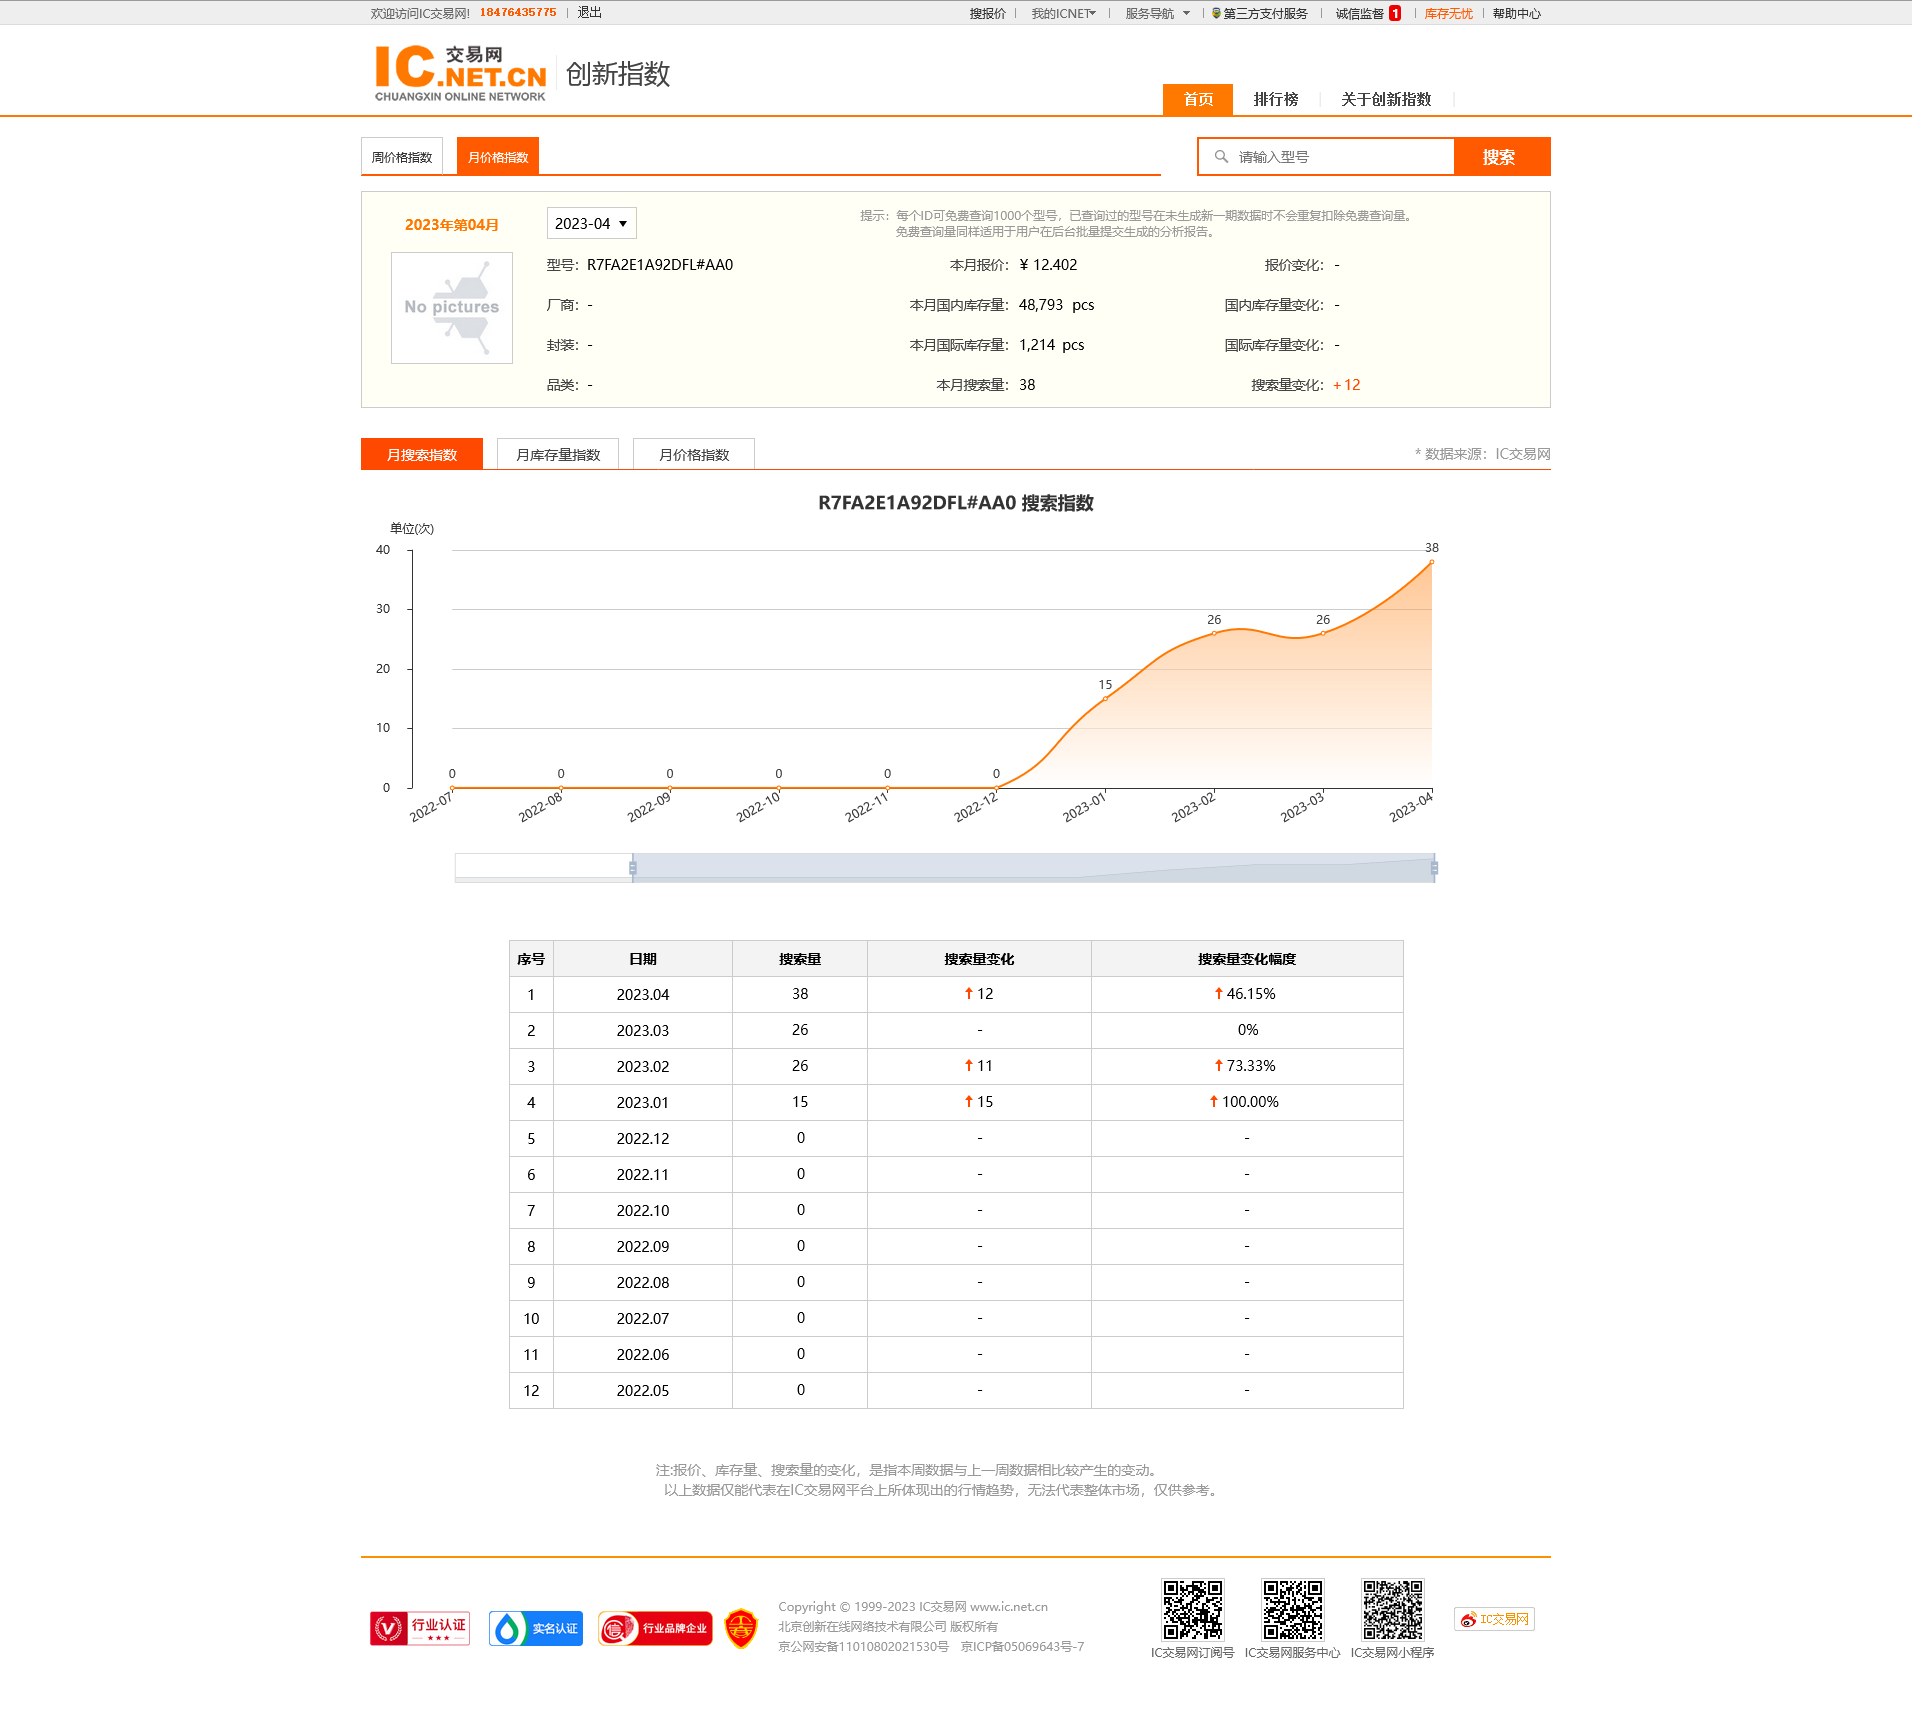 欢迎访问IC交易网! 18476435775 | 退出
搜报价 | 我的ICNET | 服务导航 | 第三方支付服务 | 诚信监督 1 | 库存无忧 | 帮助中心
IC 交易网 .NET.CN
CHUANGXIN ONLINE NETWORK
创新指数
首页 排行榜 关于创新指数
周价格指数 月价格指数
请输入型号 搜索
2023年第04月 2023-04
提示：每个ID可免费查询1000个型号，已查询过的型号在未生成新一期数据时不会重复扣除免费查询量。
免费查询量同样适用于用户在后台批量提交生成的分析报告。
No pictures
型号：R7FA2E1A92DFL#AA0 本月报价：¥ 12.402 报价变化：-
厂商：- 本月国内库存量：48,793 pcs 国内库存量变化：-
封装：- 本月国际库存量：1,214 pcs 国际库存量变化：-
品类：- 本月搜索量：38 搜索量变化：+12
月搜索指数 月库存量指数 月价格指数 * 数据来源：IC交易网
R7FA2E1A92DFL#AA0 搜索指数
单位(次)
40
30
20
10
0
0 0 0 0 0 0 15 26 26 38
2022-07 2022-08 2022-09 2022-10 2022-11 2022-12 2023-01 2023-02 2023-03 2023-04
序号 日期 搜索量 搜索量变化 搜索量变化幅度
1 2023.04 38 ↑ 12 ↑ 46.15%
2 2023.03 26 - 0%
3 2023.02 26 ↑ 11 ↑ 73.33%
4 2023.01 15 ↑ 15 ↑ 100.00%
5 2022.12 0 - -
6 2022.11 0 - -
7 2022.10 0 - -
8 2022.09 0 - -
9 2022.08 0 - -
10 2022.07 0 - -
11 2022.06 0 - -
12 2022.05 0 - -
注:报价、库存量、搜索量的变化，是指本周数据与上一周数据相比较产生的变动。
以上数据仅能代表在IC交易网平台上所体现出的行情趋势，无法代表整体市场，仅供参考。
行业认证 实名认证 行业品牌企业
Copyright © 1999-2023 IC交易网 www.ic.net.cn
北京创新在线网络技术有限公司 版权所有
京公网安备11010802021530号 京ICP备05069643号-7
IC交易网订阅号 IC交易网服务中心 IC交易网小程序
IC交易网